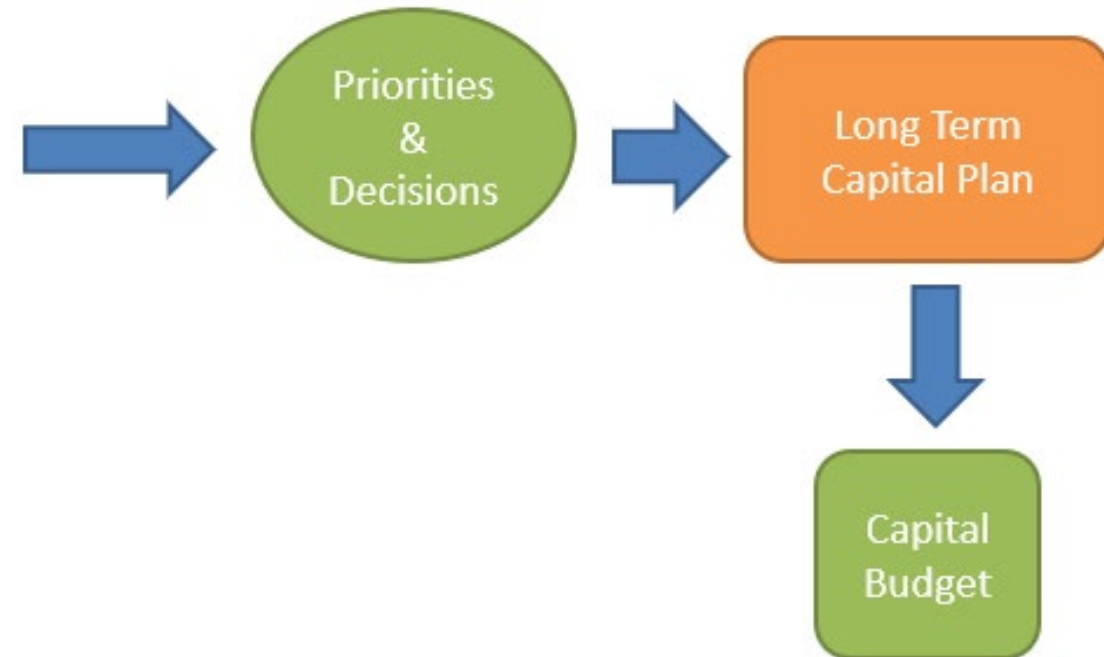 Priorities
&
Decisions
Long Term
Capital Plan
Capital
Budget